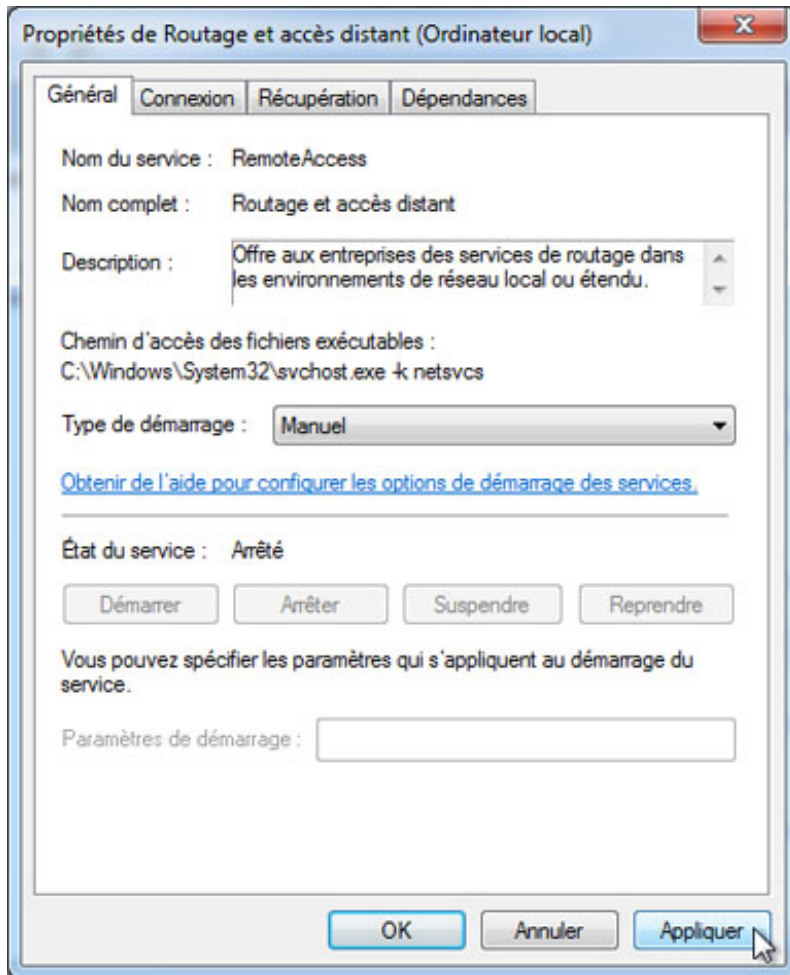 Propriétés de Routage et accès distant (Ordinateur local)
Général Connexion Récupération Dépendances
Nom du service : RemoteAccess
Nom complet : Routage et accès distant
Description : Offre aux entreprises des services de routage dans
les environnements de réseau local ou étendu.
Chemin d'accès des fichiers exécutables :
C:\Windows\System32\svchost.exe -k netsvcs
Type de démarrage : Manuel
Obtenir de l'aide pour configurer les options de démarrage des services.
État du service : Arrêté
Démarrer Arrêter Suspendre Reprendre
Vous pouvez spécifier les paramètres qui s'appliquent au démarrage du
service.
Paramètres de démarrage :
OK Annuler Appliquer